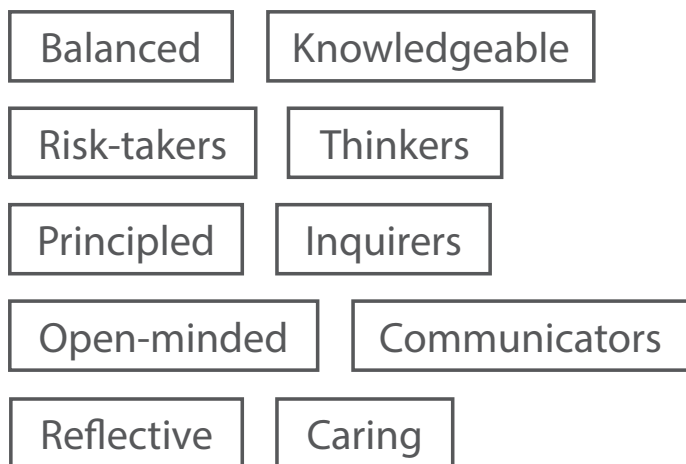 Balanced Knowledgeable
Risk-takers Thinkers
Principled Inquirers
Open-minded Communicators
Reflective Caring